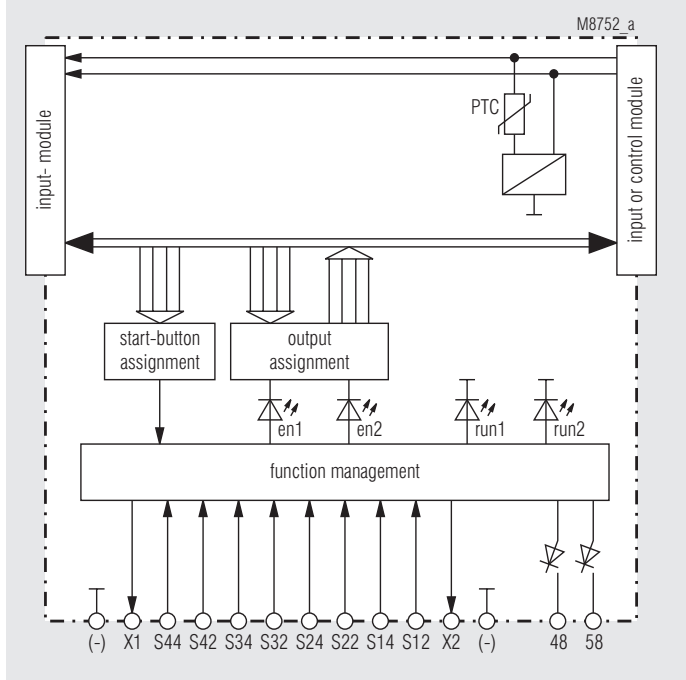 M8752_a
input- module
PTC
input or control module
start-button
assignment
output
assignment
en1
en2
run1
run2
function management
(-) X1 S44 S42 S34 S32 S24 S22 S14 S12 X2 (-) 48 58